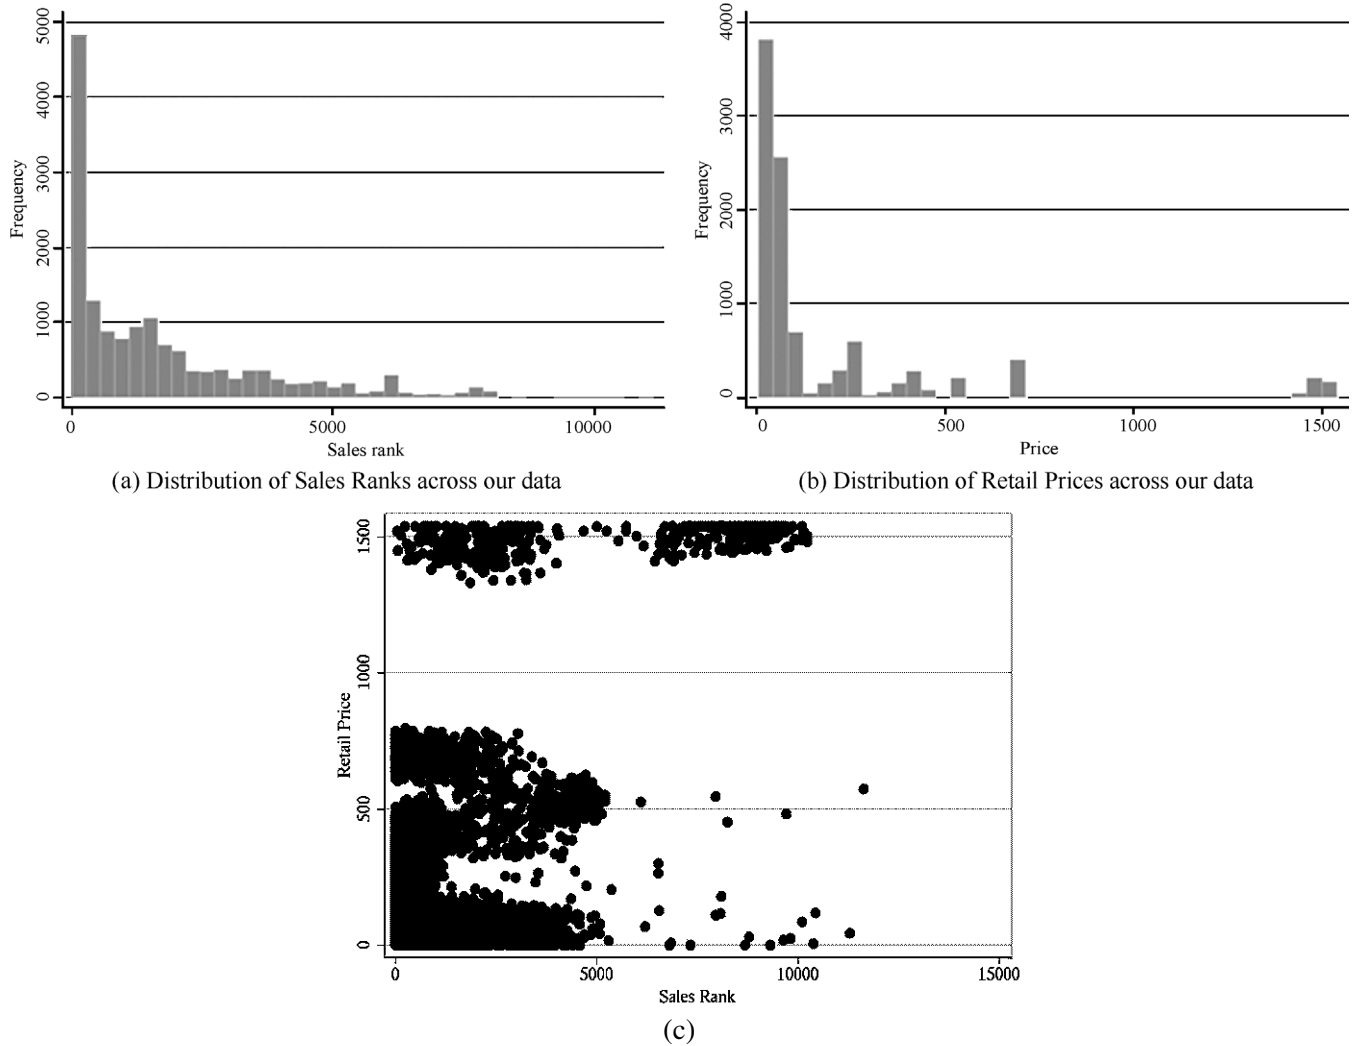 5000
4000
3000
2000
1000
0
Frequency
0 5000 10000
Sales rank
(a) Distribution of Sales Ranks across our data
4000
3000
2000
1000
0
Frequency
0 500 1000 1500
Price
(b) Distribution of Retail Prices across our data
1500
1000
500
0
Retail Price
0 5000 10000 15000
Sales Rank
(c)